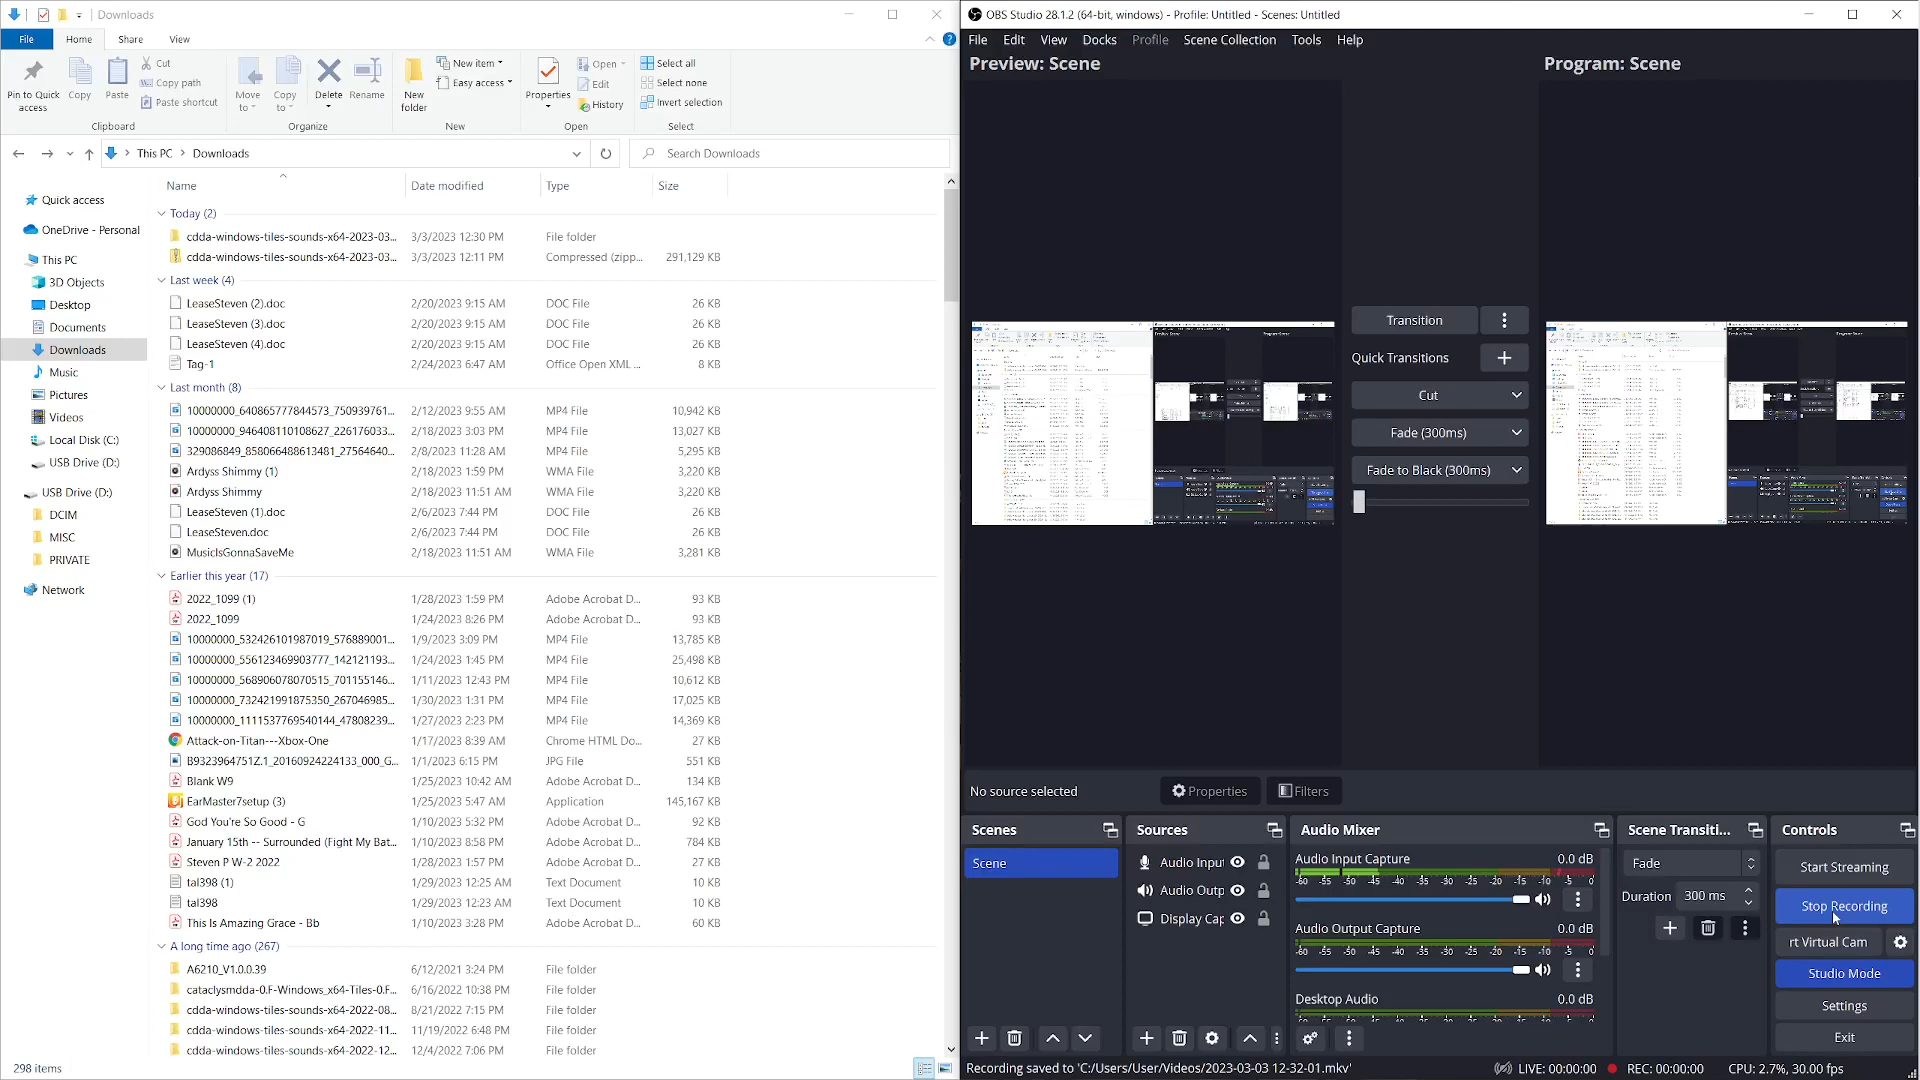 Downloads
File Home Share View
Pin to Quick access
Copy
Paste
Cut
Copy path
Paste shortcut
Clipboard
Move to
Copy to
Delete
Rename
Organize
New folder
New item
Easy access
New
Properties
Open
Edit
History
Open
Select all
Select none
Invert selection
Select
This PC > Downloads
Search Downloads
Quick access
OneDrive - Personal
This PC
3D Objects
Desktop
Documents
Downloads
Music
Pictures
Videos
Local Disk (C:)
USB Drive (D:)
USB Drive (D:)
DCIM
MISC
PRIVATE
Network
Name Date modified Type Size
Today (2)
cdda-windows-tiles-sounds-x64-2023-03... 3/3/2023 12:30 PM File folder
cdda-windows-tiles-sounds-x64-2023-03... 3/3/2023 12:11 PM Compressed (zipp... 291,129 KB
Last week (4)
LeaseSteven (2).doc 2/20/2023 9:15 AM DOC File 26 KB
LeaseSteven (3).doc 2/20/2023 9:15 AM DOC File 26 KB
LeaseSteven (4).doc 2/20/2023 9:15 AM DOC File 26 KB
Tag-1 2/24/2023 6:47 AM Office Open XML ... 8 KB
Last month (8)
10000000_640865777844573_750939761... 2/12/2023 9:55 AM MP4 File 10,942 KB
10000000_946408110108627_226176033... 2/18/2023 3:03 PM MP4 File 13,027 KB
329086849_858066488613481_27564640... 2/8/2023 11:28 AM MP4 File 5,295 KB
Ardyss Shimmy (1) 2/18/2023 1:59 PM WMA File 3,220 KB
Ardyss Shimmy 2/18/2023 11:51 AM WMA File 3,220 KB
LeaseSteven (1).doc 2/6/2023 7:44 PM DOC File 26 KB
LeaseSteven.doc 2/6/2023 7:44 PM DOC File 26 KB
MusicIsGonnaSaveMe 2/18/2023 11:51 AM WMA File 3,281 KB
Earlier this year (17)
2022_1099 (1) 1/28/2023 1:59 PM Adobe Acrobat D... 93 KB
2022_1099 1/24/2023 8:26 PM Adobe Acrobat D... 93 KB
10000000_532426101987019_576889001... 1/9/2023 3:09 PM MP4 File 13,785 KB
10000000_556123469903777_142121193... 1/24/2023 1:45 PM MP4 File 25,498 KB
10000000_568906078070515_701155146... 1/11/2023 12:43 PM MP4 File 10,612 KB
10000000_732421991875350_267046985... 1/30/2023 1:31 PM MP4 File 17,025 KB
10000000_1111537769540144_47808239... 1/27/2023 2:23 PM MP4 File 14,369 KB
Attack-on-Titan---Xbox-One 1/17/2023 8:39 AM Chrome HTML Do... 27 KB
B9323964751Z.1_20160924224133_000_G... 1/1/2023 6:15 PM JPG File 551 KB
Blank W9 1/25/2023 10:42 AM Adobe Acrobat D... 134 KB
EarMaster7setup (3) 1/25/2023 5:47 AM Application 145,167 KB
God You're So Good - G 1/10/2023 5:32 PM Adobe Acrobat D... 92 KB
January 15th -- Surrounded (Fight My Bat... 1/10/2023 8:58 PM Adobe Acrobat D... 784 KB
Steven P W-2 2022 1/28/2023 1:57 PM Adobe Acrobat D... 27 KB
tal398 (1) 1/29/2023 12:25 AM Text Document 10 KB
tal398 1/29/2023 12:23 AM Text Document 10 KB
This Is Amazing Grace - Bb 1/10/2023 3:28 PM Adobe Acrobat D... 60 KB
A long time ago (267)
A6210_V1.0.0.39 6/12/2021 3:24 PM File folder
cataclysmdda-0.F-Windows_x64-Tiles-0.F... 6/16/2022 10:38 PM File folder
cdda-windows-tiles-sounds-x64-2022-08... 8/21/2022 7:15 PM File folder
cdda-windows-tiles-sounds-x64-2022-11... 11/19/2022 6:48 PM File folder
cdda-windows-tiles-sounds-x64-2022-12... 12/4/2022 7:06 PM File folder
298 items
OBS Studio 28.1.2 (64-bit, windows) - Profile: Untitled - Scenes: Untitled
File Edit View Docks Profile Scene Collection Tools Help
Preview: Scene
Program: Scene
Transition
Quick Transitions
Cut
Fade (300ms)
Fade to Black (300ms)
No source selected
Properties
Filters
Scenes
Scene
Sources
Audio Input
Audio Outp
Display Cap
Audio Mixer
Audio Input Capture 0.0 dB
-60 -55 -50 -45 -40 -35 -30 -25 -20 -15 -10 -5 0
Audio Output Capture 0.0 dB
-60 -55 -50 -45 -40 -35 -30 -25 -20 -15 -10 -5 0
Desktop Audio 0.0 dB
Scene Transiti...
Fade
Duration 300 ms
Controls
Start Streaming
Stop Recording
rt Virtual Cam
Studio Mode
Settings
Exit
Recording saved to 'C:/Users/User/Videos/2023-03-03 12-32-01.mkv'
LIVE: 00:00:00
REC: 00:00:00
CPU: 2.7%, 30.00 fps